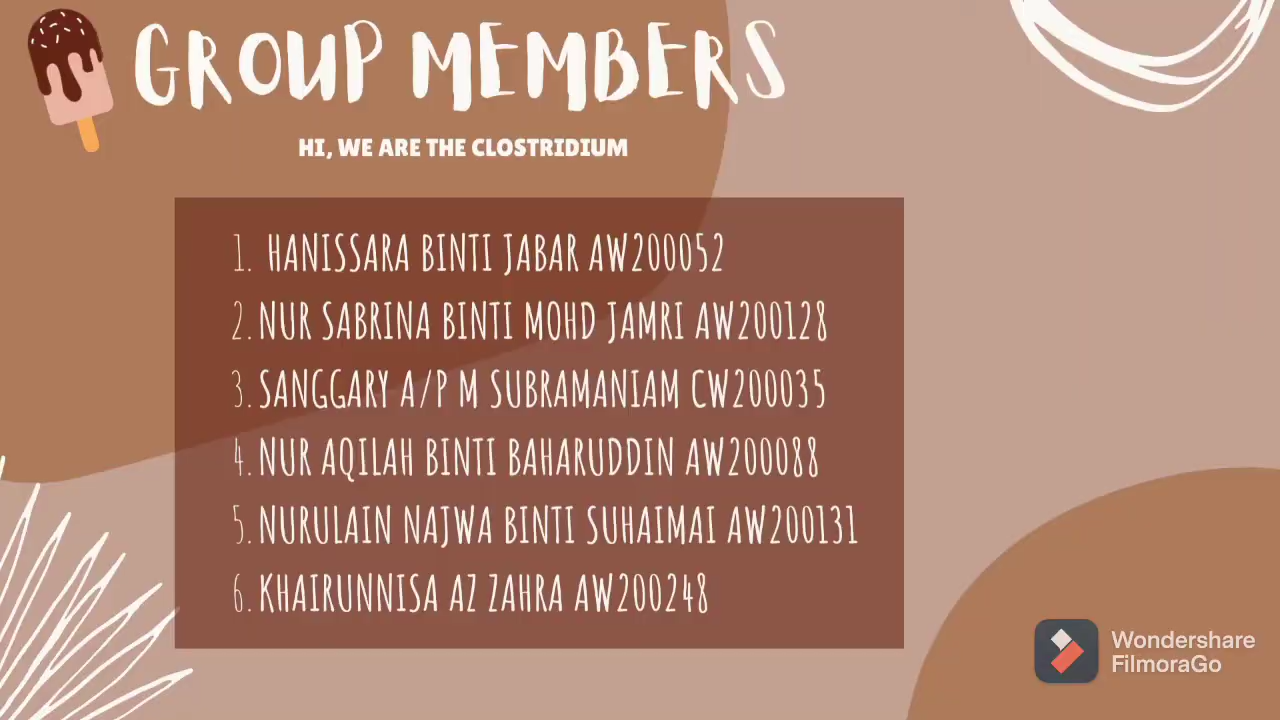 GROUP MEMBERS
HI, WE ARE THE CLOSTRIDIUM
1. HANISSARA BINTI JABAR AW200052
2. NUR SABRINA BINTI MOHD JAMRI AW200128
3. SANGGARY A/P M SUBRAMANIAM CW200035
4. NUR AQILAH BINTI BAHARUDDIN AW200088
5. NURULAIN NAJWA BINTI SUHAIMAI AW200131
6. KHAIRUNNISA AZ ZAHRA AW200248
Wondershare
FilmoraGo